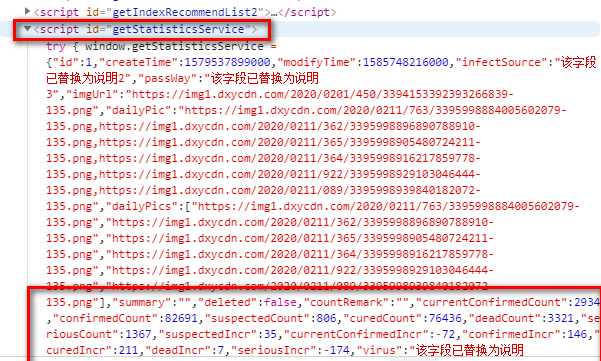 <script id="getIndexRecommendList2">…</script>
<script id="getStatisticsService">
try { window.getStatisticsService =
{"id":1,"createTime":1579537899000,"modifyTime":1585748216000,"infectSource":"该字段
已替换为说明2","passWay":"该字段已替换为说明
3","imgUrl":"https://img1.dxycdn.com/2020/0201/450/3394153392393266839-
135.png","dailyPic":"https://img1.dxycdn.com/2020/0211/763/3395998884005602079-
135.png,https://img1.dxycdn.com/2020/0211/362/3395998896890788910-
135.png,https://img1.dxycdn.com/2020/0211/365/3395998905480724211-
135.png,https://img1.dxycdn.com/2020/0211/364/3395998916217859778-
135.png,https://img1.dxycdn.com/2020/0211/922/3395998929103046444-
135.png,https://img1.dxycdn.com/2020/0211/089/3395998939840182072-
135.png","dailyPics":["https://img1.dxycdn.com/2020/0211/763/3395998884005602079-
135.png","https://img1.dxycdn.com/2020/0211/362/3395998896890788910-
135.png","https://img1.dxycdn.com/2020/0211/365/3395998905480724211-
135.png","https://img1.dxycdn.com/2020/0211/364/3395998916217859778-
135.png","https://img1.dxycdn.com/2020/0211/922/3395998929103046444-
135.png","https://img1.dxycdn.com/2020/0211/089/3395998939840182072-
135.png"],"summary":"","deleted":false,"countRemark":"","currentConfirmedCount":2934
,"confirmedCount":82691,"suspectedCount":806,"curedCount":76436,"deadCount":3321,"se
riousCount":1367,"suspectedIncr":35,"currentConfirmedIncr":-72,"confirmedIncr":146,"
curedIncr":211,"deadIncr":7,"seriousIncr":-174,"virus":"该字段已替换为说明